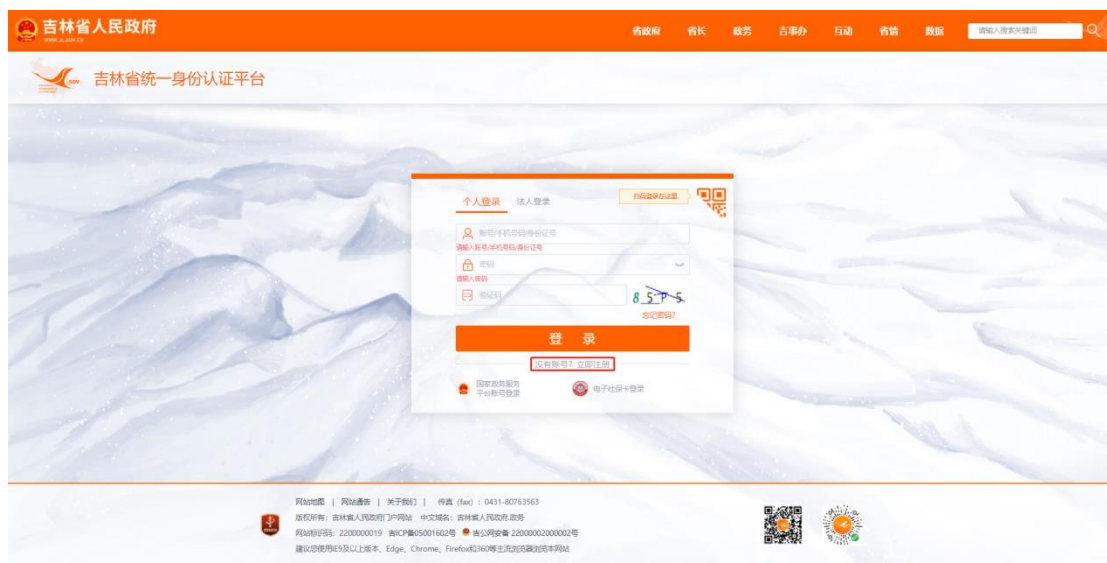 吉林省人民政府
WWW.JL.GOV.CN
省政府 省长 政务 吉事办 互动 省情 数据 请输入搜索关键词
GOV 吉林省统一身份认证平台
个人登录 法人登录 扫码登录在这里
账号/手机号码/身份证号
请输入账号/手机号码/身份证号
密码
请输入密码
验证码 8 5 P 5
忘记密码?
登 录
没有账号? 立即注册
国家政务服务
平台账号登录
电子社保卡登录
网站地图 | 网站通告 | 关于我们 | 传真 (fax) : 0431-80763563
版权所有: 吉林省人民政府门户网站 中文域名: 吉林省人民政府.政务
网站标识码: 2200000019 吉ICP备05001602号 吉公网安备 22000002000002号
建议您使用IE9及以上版本、Edge、Chrome、Firefox和360等主流浏览器浏览本网站